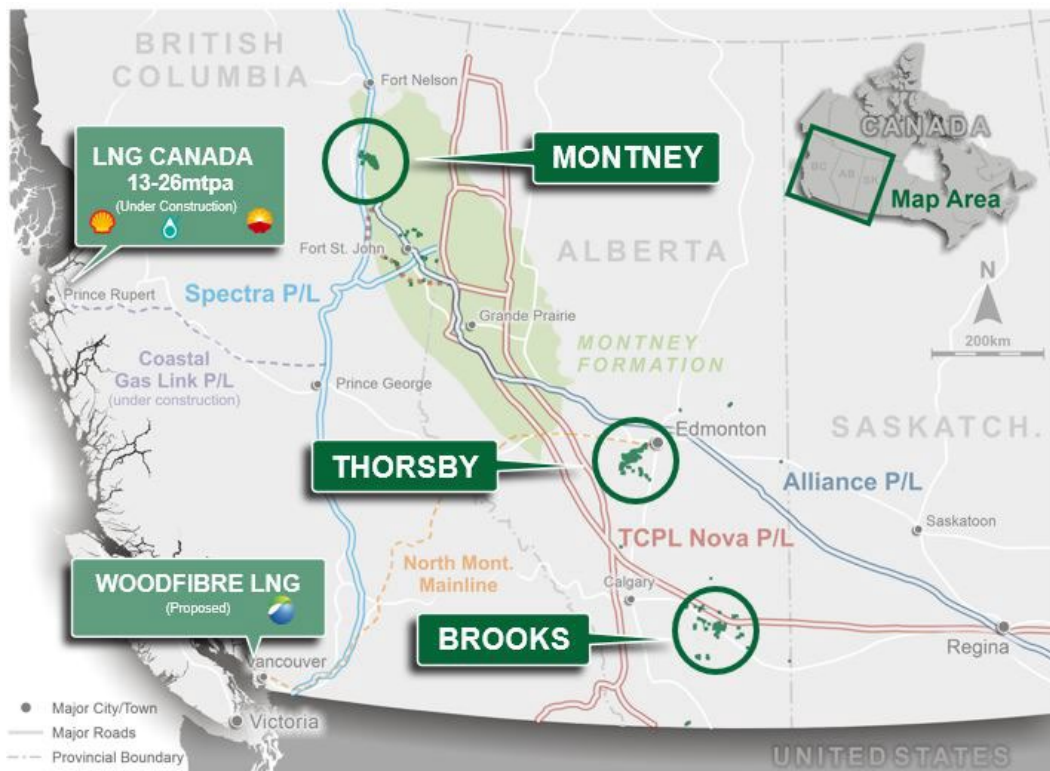 BRITISH
COLUMBIA
Fort Nelson
CANADA
BC
AB
SK
Map Area
LNG CANADA
13-26mtpa
(Under Construction)
MONTNEY
Fort St. John
ALBERTA
N
200km
Prince Rupert
Spectra P/L
Grande Prairie
MONTNEY
FORMATION
Coastal
Gas Link P/L
(under construction)
Prince George
SASKATCH.
Edmonton
THORSBY
Alliance P/L
Saskatoon
TCPL Nova P/L
North Mont.
Mainline
Calgary
WOODFIBRE LNG
(Proposed)
BROOKS
Regina
Vancouver
Victoria
Major City/Town
Major Roads
Provincial Boundary
UNITED STATES